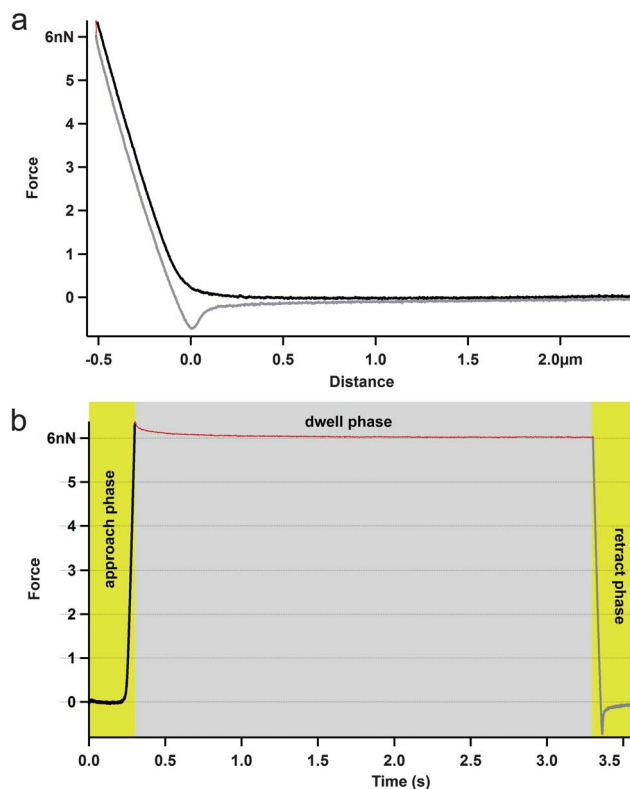 a
6nN
5
4
3
2
1
0
Force
-0.5 0.0 0.5 1.0 1.5 2.0µm
Distance
b
dwell phase
6nN
5
4
3
2
1
0
Force
approach phase
retract phase
0.0 0.5 1.0 1.5 2.0 2.5 3.0 3.5
Time (s)